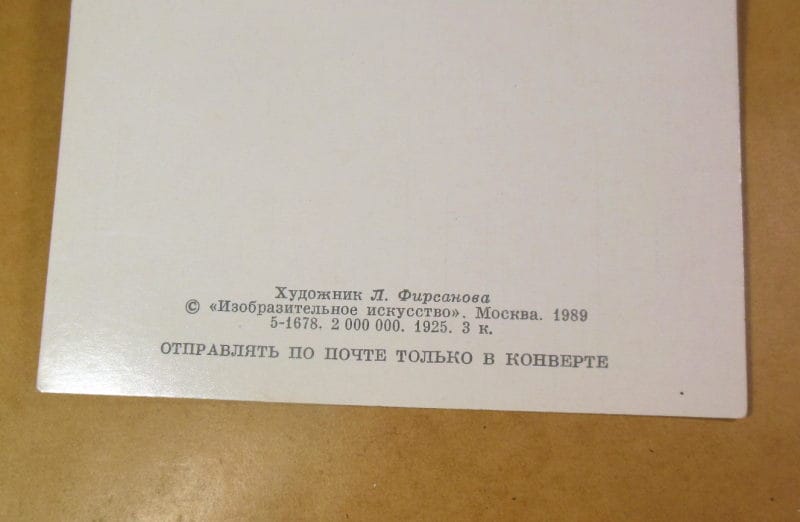 Художник Л. Фирсанова
© «Изобразительное искусство». Москва. 1989
5-1678. 2 000 000. 1925. 3 к.
ОТПРАВЛЯТЬ ПО ПОЧТЕ ТОЛЬКО В КОНВЕРТЕ